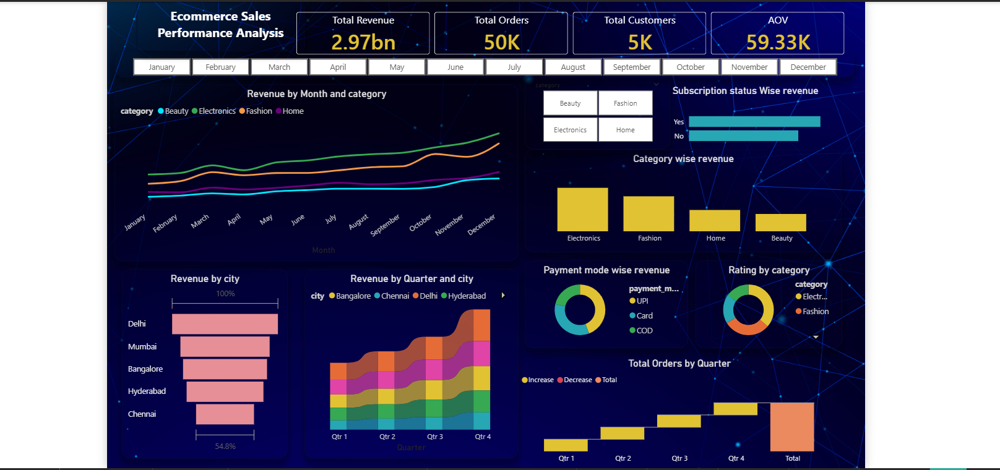 Ecommerce Sales
Performance Analysis
Total Revenue
2.97bn
Total Orders
50K
Total Customers
5K
AOV
59.33K
January February March April May June July August September October November December
Revenue by Month and category
category Beauty Electronics Fashion Home
January February March April May June July August September October November December
Month
category
Beauty Fashion
Electronics Home
Subscription status Wise revenue
Yes
No
Category wise revenue
Electronics Fashion Home Beauty
Revenue by city
100%
Delhi
Mumbai
Bangalore
Hyderabad
Chennai
54.8%
Revenue by Quarter and city
city Bangalore Chennai Delhi Hyderabad
Qtr 1 Qtr 2 Qtr 3 Qtr 4
Quarter
Payment mode wise revenue
payment_m...
UPI
Card
COD
Rating by category
category
Electr...
Fashion
Total Orders by Quarter
Increase Decrease Total
Qtr 1 Qtr 2 Qtr 3 Qtr 4 Total